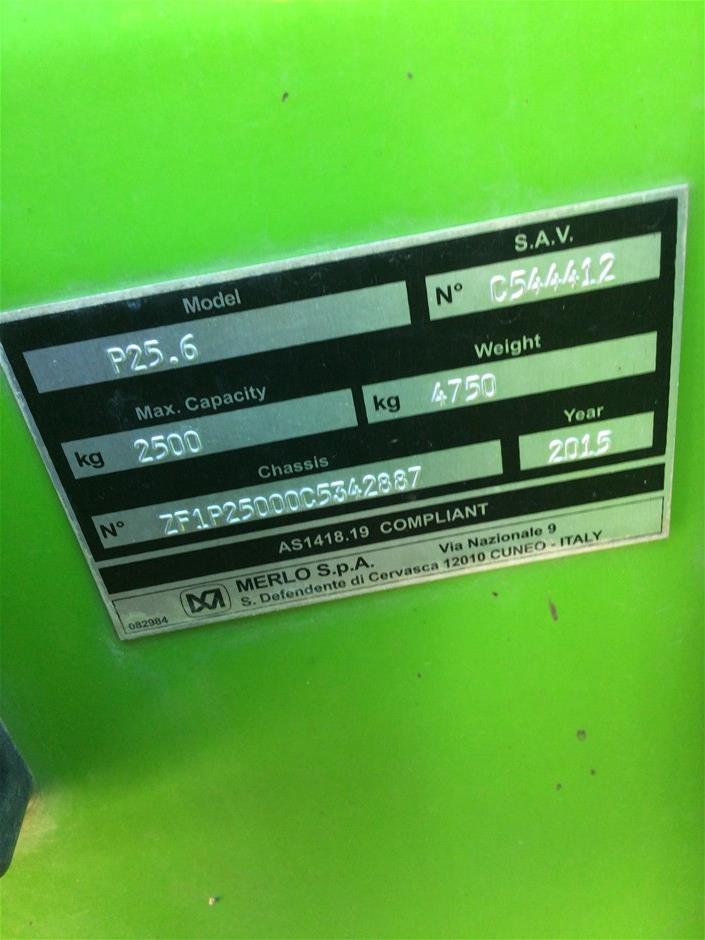 Model
P25.6
S.A.V.
N° C544412
Max. Capacity
kg 2500
Weight
kg 4750
Chassis
N° ZF1P25000C5342887
Year
2015
AS1418.19 COMPLIANT
MERLO S.p.A.
Via Nazionale 9
S. Defendente di Cervasca 12010 CUNEO - ITALY
082984